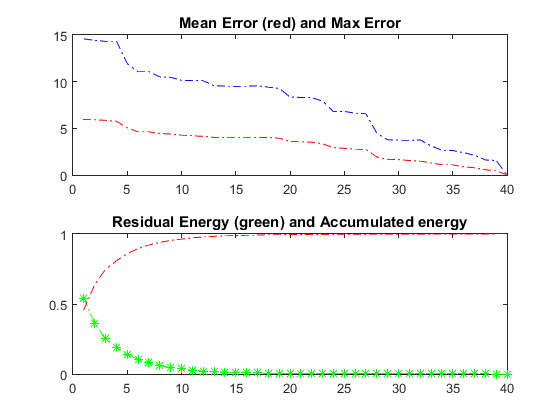 Mean Error (red) and Max Error
15
10
5
0
0 5 10 15 20 25 30 35 40
Residual Energy (green) and Accumulated energy
1
0.5
0
0 5 10 15 20 25 30 35 40